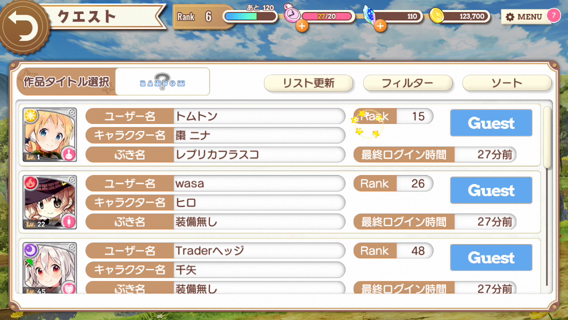 クエスト
Rank 6
あと 120
27/20
110
123,700
MENU
?
作品タイトル選択
RANDOM
リスト更新
フィルター
ソート
ユーザー名 トムトン
Rank 15
キャラクター名 棗 ニナ
ぶき名 レプリカフラスコ
最終ログイン時間 27分前
Guest
Lv. 1
ユーザー名 wasa
Rank 26
キャラクター名 ヒロ
ぶき名 装備無し
最終ログイン時間 27分前
Guest
Lv. 22
ユーザー名 Traderヘッジ
Rank 48
キャラクター名 千矢
ぶき名 装備無し
最終ログイン時間 27分前
Guest
Lv. 45